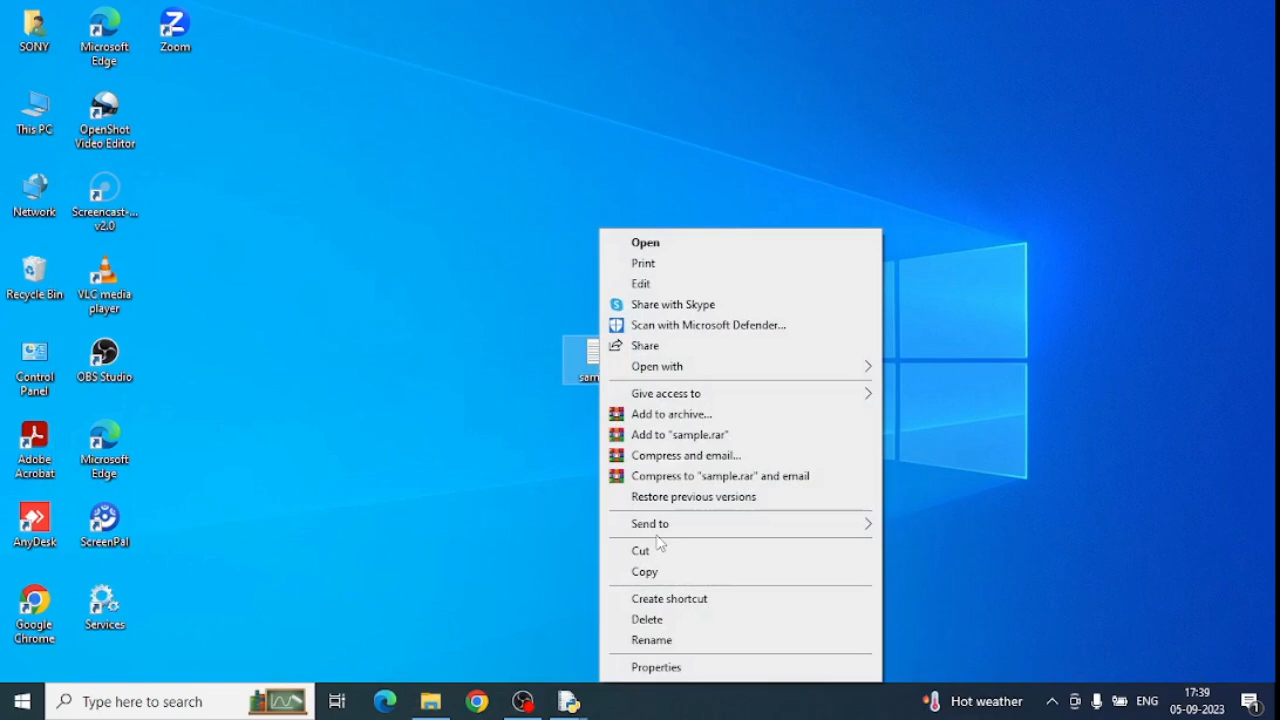 SONY
Microsoft
Edge
Zoom
This PC
OpenShot
Video Editor
Network
Screencast-...
v2.0
Recycle Bin
VLC media
player
Control
Panel
OBS Studio
Adobe
Acrobat
Microsoft
Edge
AnyDesk
ScreenPal
Google
Chrome
Services
sam
Open
Print
Edit
Share with Skype
Scan with Microsoft Defender...
Share
Open with
Give access to
Add to archive...
Add to "sample.rar"
Compress and email...
Compress to "sample.rar" and email
Restore previous versions
Send to
Cut
Copy
Create shortcut
Delete
Rename
Properties
Type here to search
Hot weather
ENG
17:39
05-09-2023
1